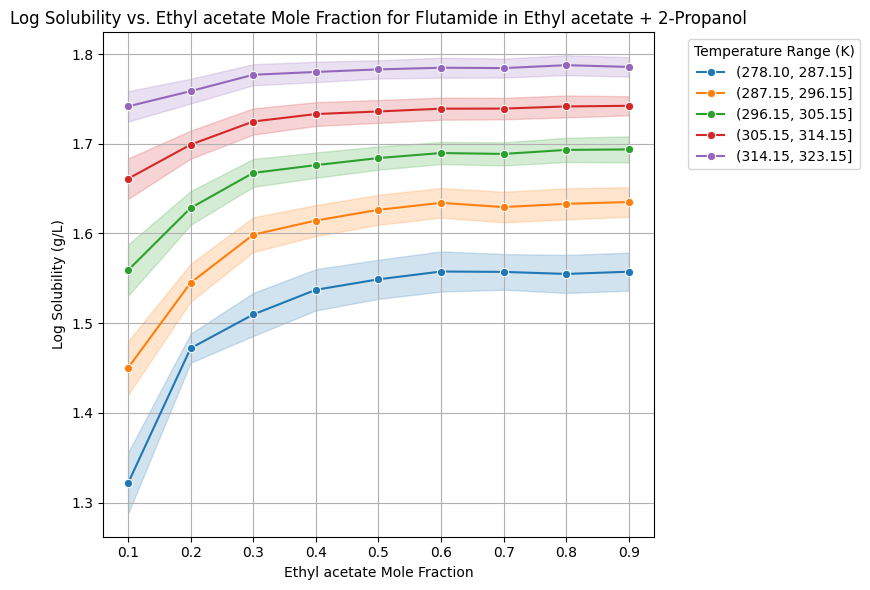 Log Solubility vs. Ethyl acetate Mole Fraction for Flutamide in Ethyl acetate + 2-Propanol
Temperature Range (K)
(278.10, 287.15]
(287.15, 296.15]
(296.15, 305.15]
(305.15, 314.15]
(314.15, 323.15]
Log Solubility (g/L)
1.8
1.7
1.6
1.5
1.4
1.3
0.1 0.2 0.3 0.4 0.5 0.6 0.7 0.8 0.9
Ethyl acetate Mole Fraction